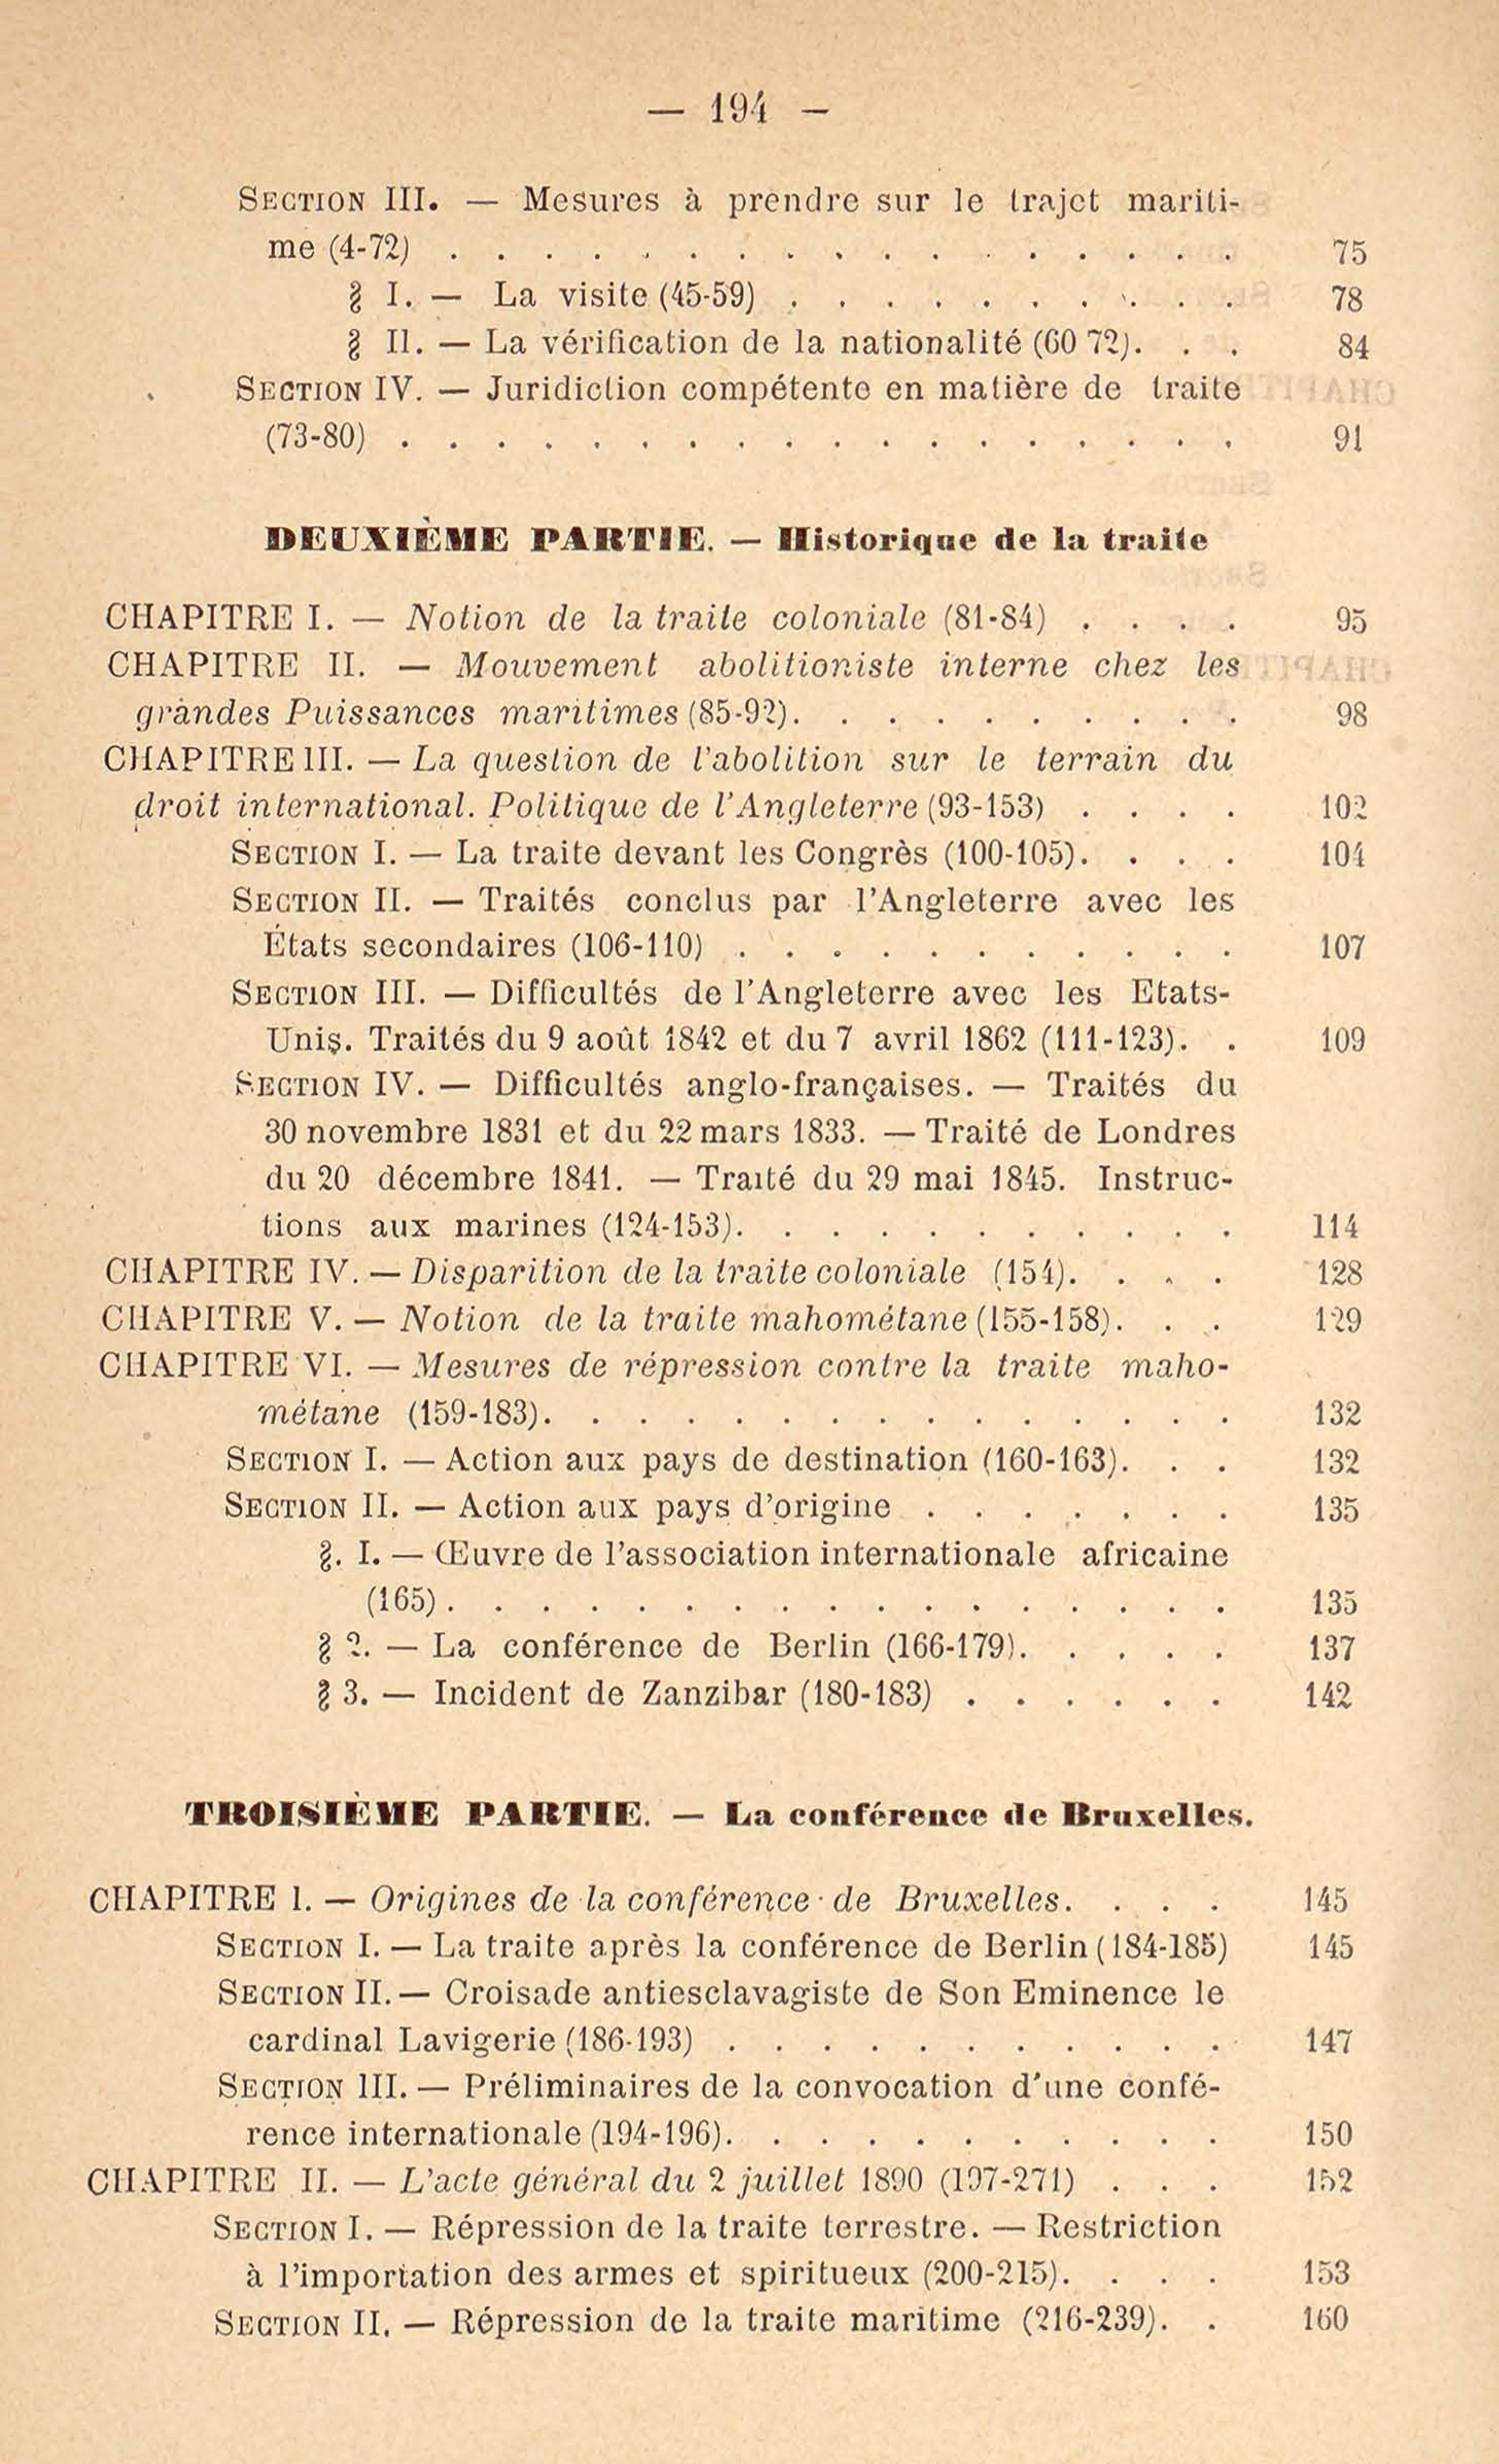 — 194 —
SECTION III. — Mesures à prendre sur le trajet mariti-
me (4-72) . . . . . . . . . . . . . . . . . 75
§ I. — La visite (45-59) . . . . . . . . . . 78
§ II. — La vérification de la nationalité (60 72). . . 84
SECTION IV. — Juridiction compétente en matière de traite
(73-80) . . . . . . . . . . . . . . . . . . 91
DEUXIÈME PARTIE. — Historique de la traite
CHAPITRE I. — Notion de la traite coloniale (81-84) . . . . 95
CHAPITRE II. — Mouvement abolitioniste interne chez les
grandes Puissances maritimes (85-92). . . . . . . . . . 98
CHAPITRE III. — La question de l'abolition sur le terrain du
droit international. Politique de l'Angleterre (93-153) . . . . 102
SECTION I. — La traite devant les Congrès (100-105). . . . 104
SECTION II. — Traités conclus par l'Angleterre avec les
États secondaires (106-110) . . . . . . . . . . . 107
SECTION III. — Difficultés de l'Angleterre avec les Etats-
Unis. Traités du 9 août 1842 et du 7 avril 1862 (111-123). . 109
SECTION IV. — Difficultés anglo-françaises. — Traités du
30 novembre 1831 et du 22 mars 1833. — Traité de Londres
du 20 décembre 1841. — Traité du 29 mai 1845. Instruc-
tions aux marines (124-153). . . . . . . . . . . 114
CHAPITRE IV. — Disparition de la traite coloniale (154). . . . 128
CHAPITRE V. — Notion de la traite mahométane (155-158). . . 129
CHAPITRE VI. — Mesures de répression contre la traite maho-
métane (159-183). . . . . . . . . . . . . . . 132
SECTION I. — Action aux pays de destination (160-163). . . 132
SECTION II. — Action aux pays d'origine . . . . . . . 135
§. I. — Œuvre de l'association internationale africaine
(165) . . . . . . . . . . . . . . . . . 135
§ 2. — La conférence de Berlin (166-179). . . . . 137
§ 3. — Incident de Zanzibar (180-183) . . . . . . 142
TROISIÈME PARTIE. — La conférence de Bruxelles.
CHAPITRE I. — Origines de la conférence de Bruxelles. . . . 145
SECTION I. — La traite après la conférence de Berlin (184-185) 145
SECTION II. — Croisade antiesclavagiste de Son Eminence le
cardinal Lavigerie (186-193) . . . . . . . . . . . 147
SECTION III. — Préliminaires de la convocation d'une confé-
rence internationale (194-196). . . . . . . . . . . 150
CHAPITRE II. — L'acte général du 2 juillet 1890 (197-271) . . . 152
SECTION I. — Répression de la traite terrestre. — Restriction
à l'importation des armes et spiritueux (200-215). . . . 153
SECTION II. — Répression de la traite maritime (216-239). . 160